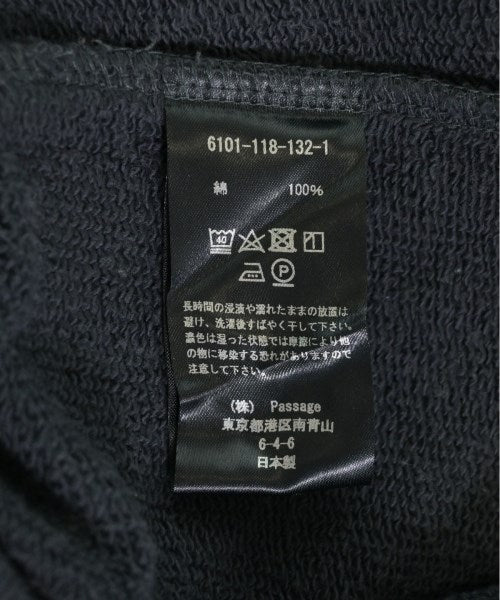 6101-118-132-1
綿 100%
40
P
長時間の浸漬や濡れたままの放置は
避け、洗濯後すばやく干して下さい。
濃色は湿った状態では摩擦により他
の物に移染する恐れがありますので
注意して下さい。
(株) Passage
東京都港区南青山
6-4-6
日本製